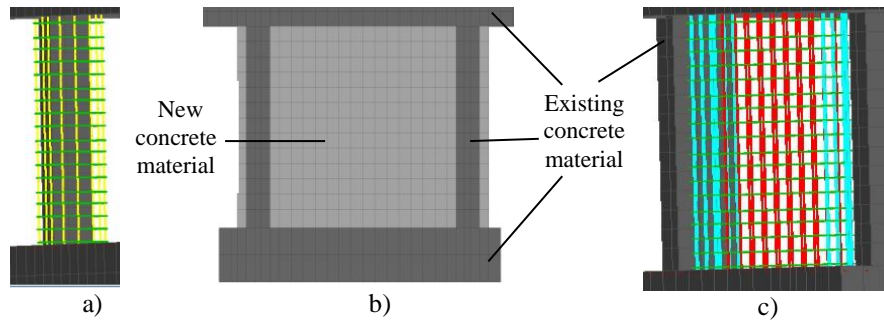 New
concrete
material
Existing
concrete
material
a)
b)
c)